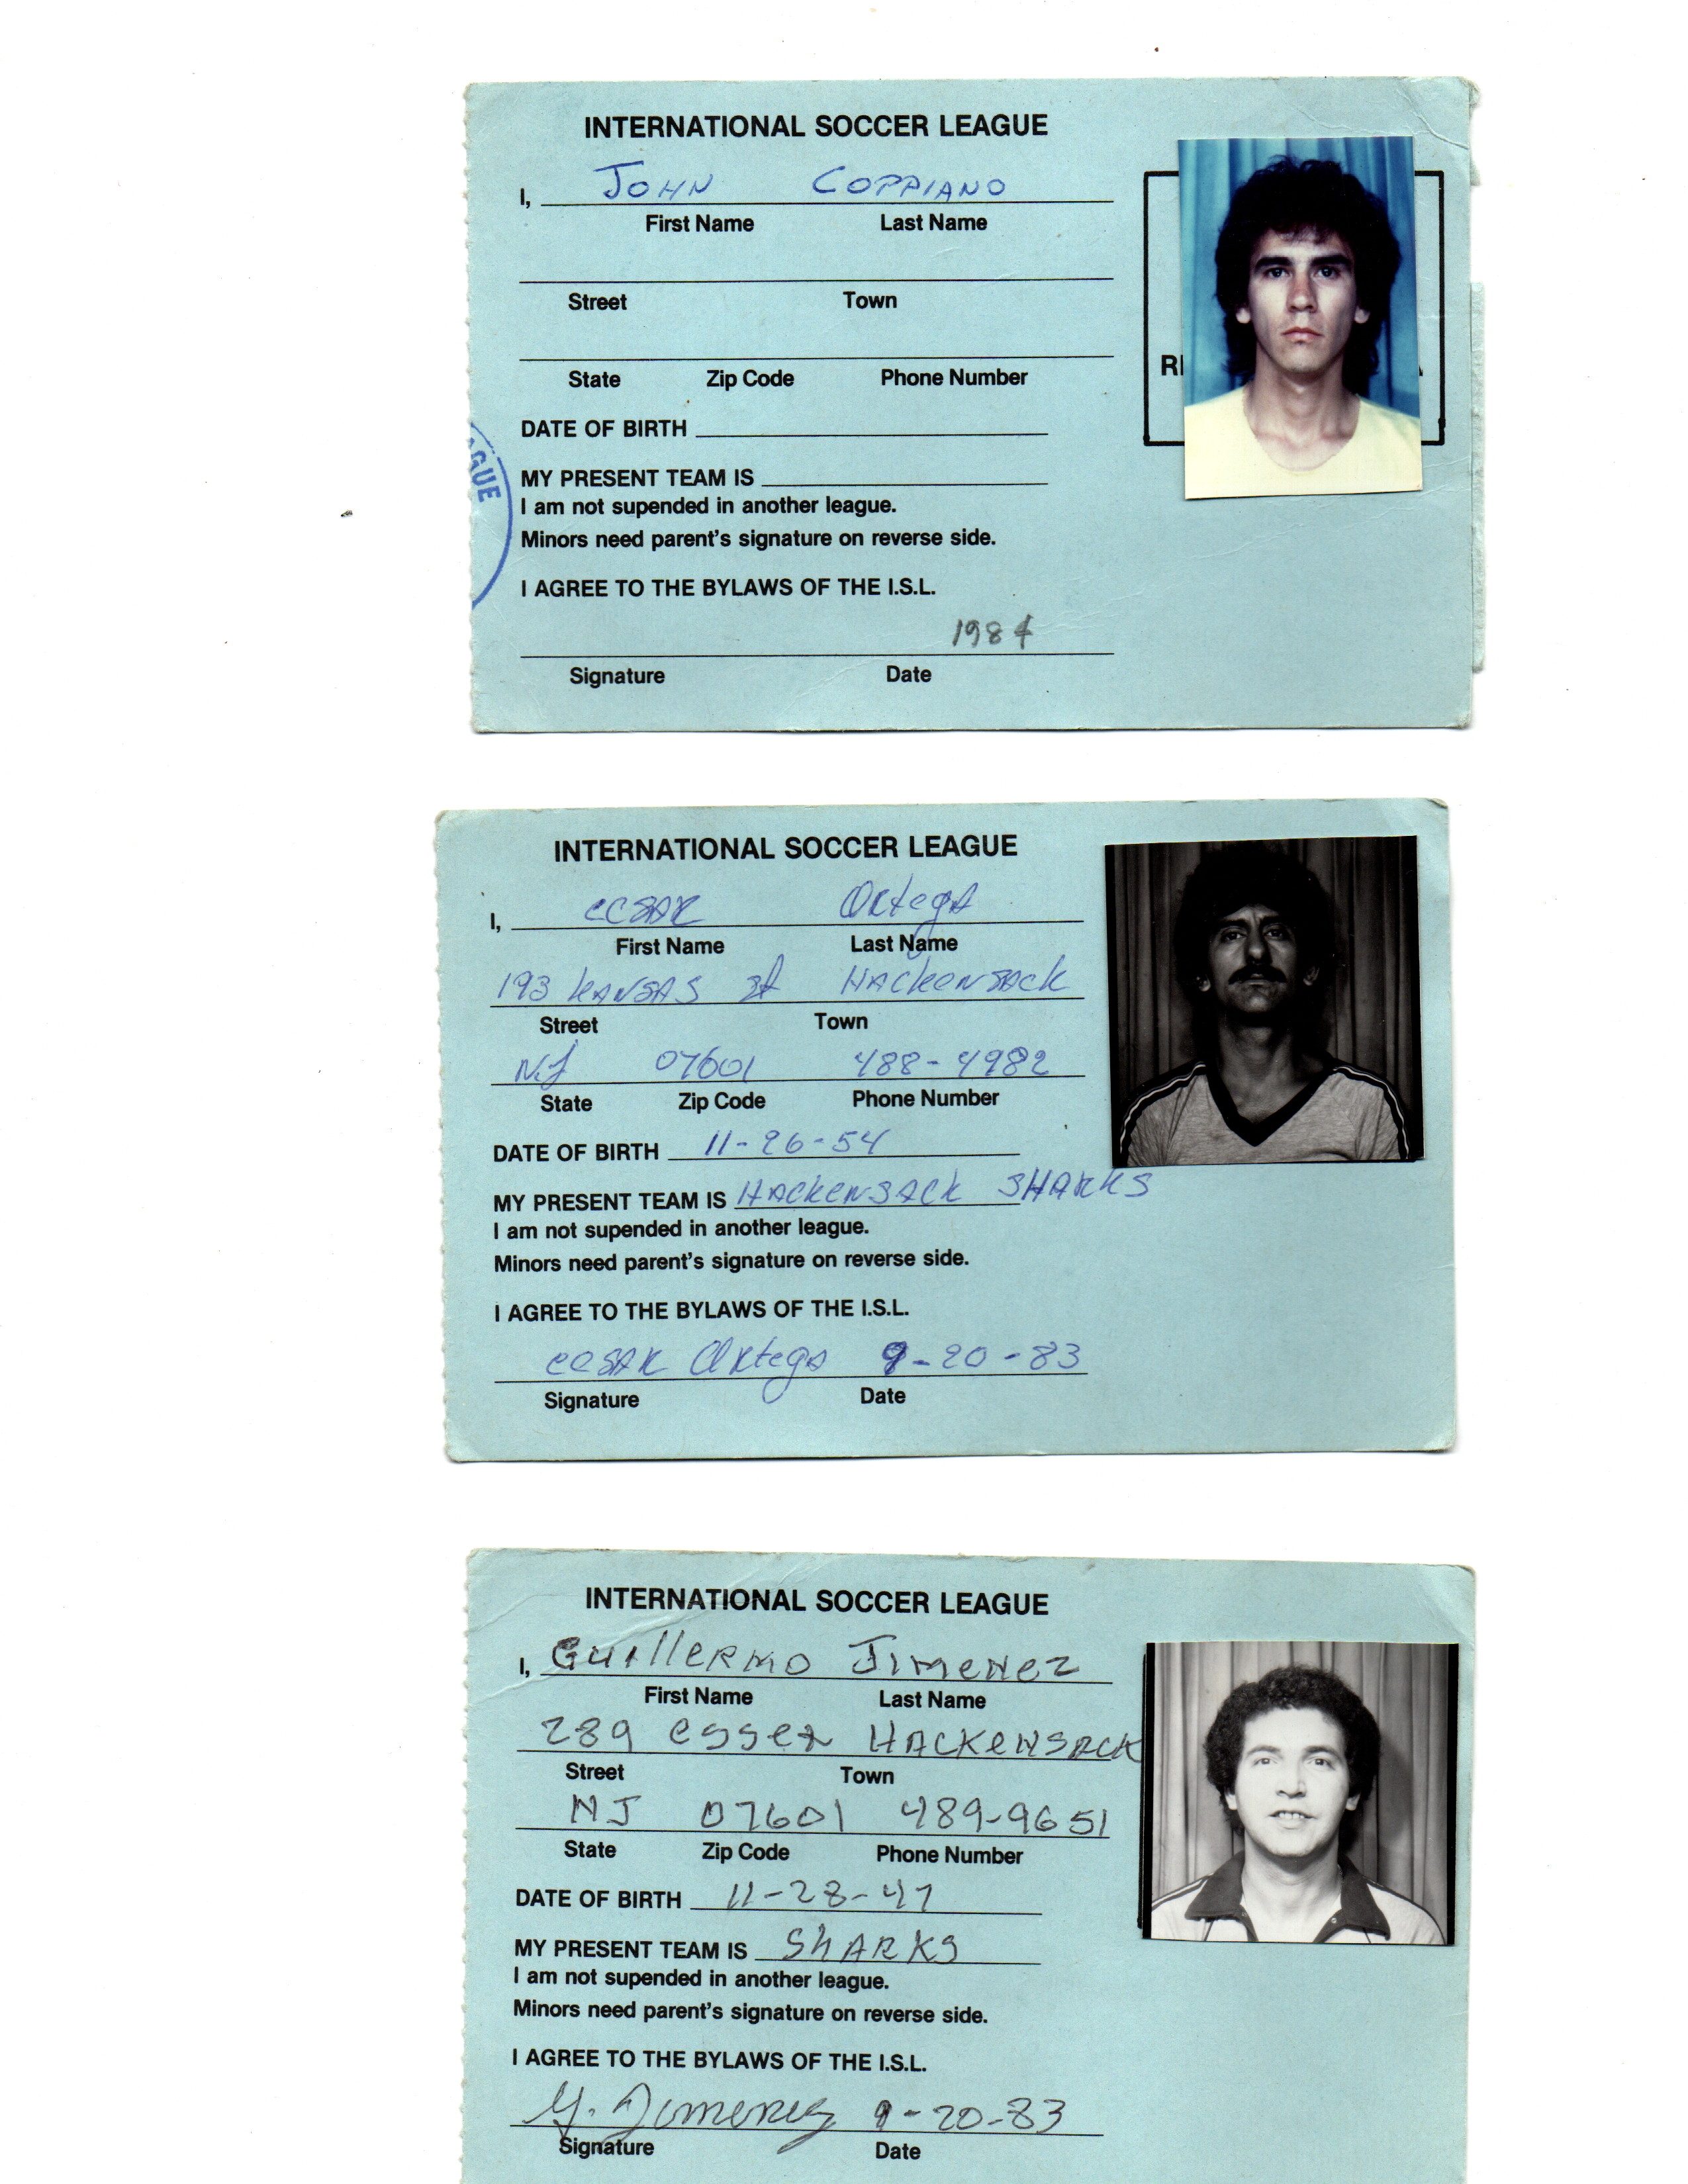 INTERNATIONAL SOCCER LEAGUE
I, JOHN COPPIANO
First Name Last Name
Street Town
State Zip Code Phone Number
RE
DATE OF BIRTH
AGUE
MY PRESENT TEAM IS
I am not supended in another league.
Minors need parent's signature on reverse side.
I AGREE TO THE BYLAWS OF THE I.S.L.
1984
Signature Date
INTERNATIONAL SOCCER LEAGUE
I, CESAR Ortega
First Name Last Name
193 KANSAS st HACKENSACK
Street Town
NJ 07601 488-4982
State Zip Code Phone Number
DATE OF BIRTH 11-26-54
MY PRESENT TEAM IS HACKENSACK SHARKS
I am not supended in another league.
Minors need parent's signature on reverse side.
I AGREE TO THE BYLAWS OF THE I.S.L.
CESAR Ortega 9-20-83
Signature Date
INTERNATIONAL SOCCER LEAGUE
I, GuillERMO JimeNez
First Name Last Name
289 essex HACKeNSACK
Street Town
NJ 07601 489-9651
State Zip Code Phone Number
DATE OF BIRTH 11-28-47
MY PRESENT TEAM IS ShARKS
I am not supended in another league.
Minors need parent's signature on reverse side.
I AGREE TO THE BYLAWS OF THE I.S.L.
G. Jimenez 9-20-83
Signature Date